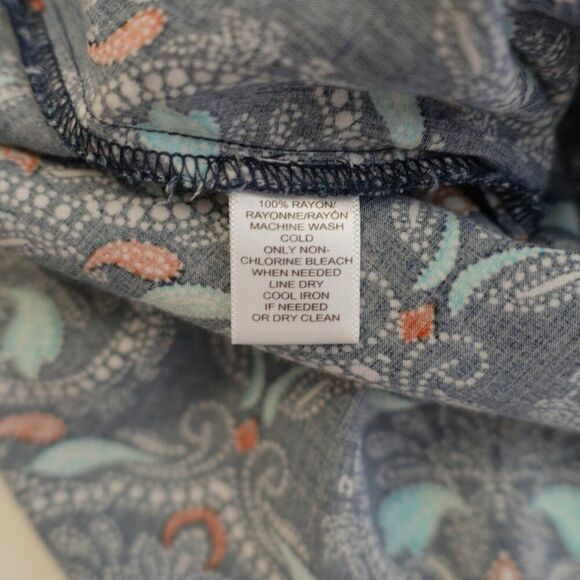 100% RAYON/
RAYONNE/RAYÓN
MACHINE WASH
COLD
ONLY NON-
CHLORINE BLEACH
WHEN NEEDED
LINE DRY
COOL IRON
IF NEEDED
OR DRY CLEAN